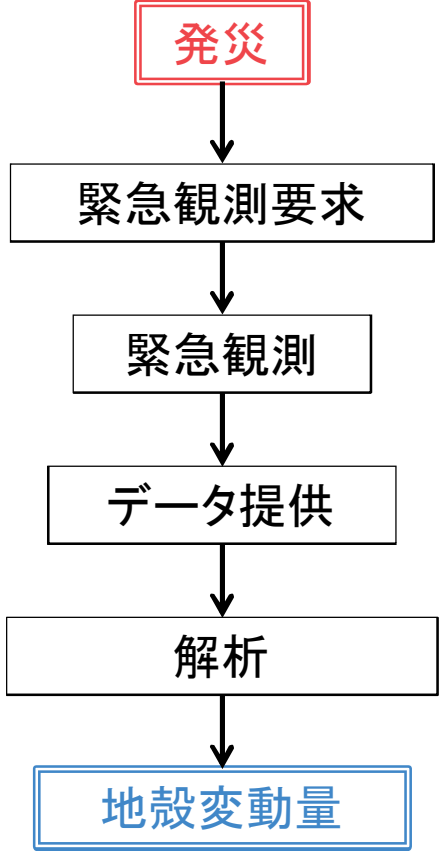 発災
緊急観測要求
緊急観測
データ提供
解析
地殻変動量